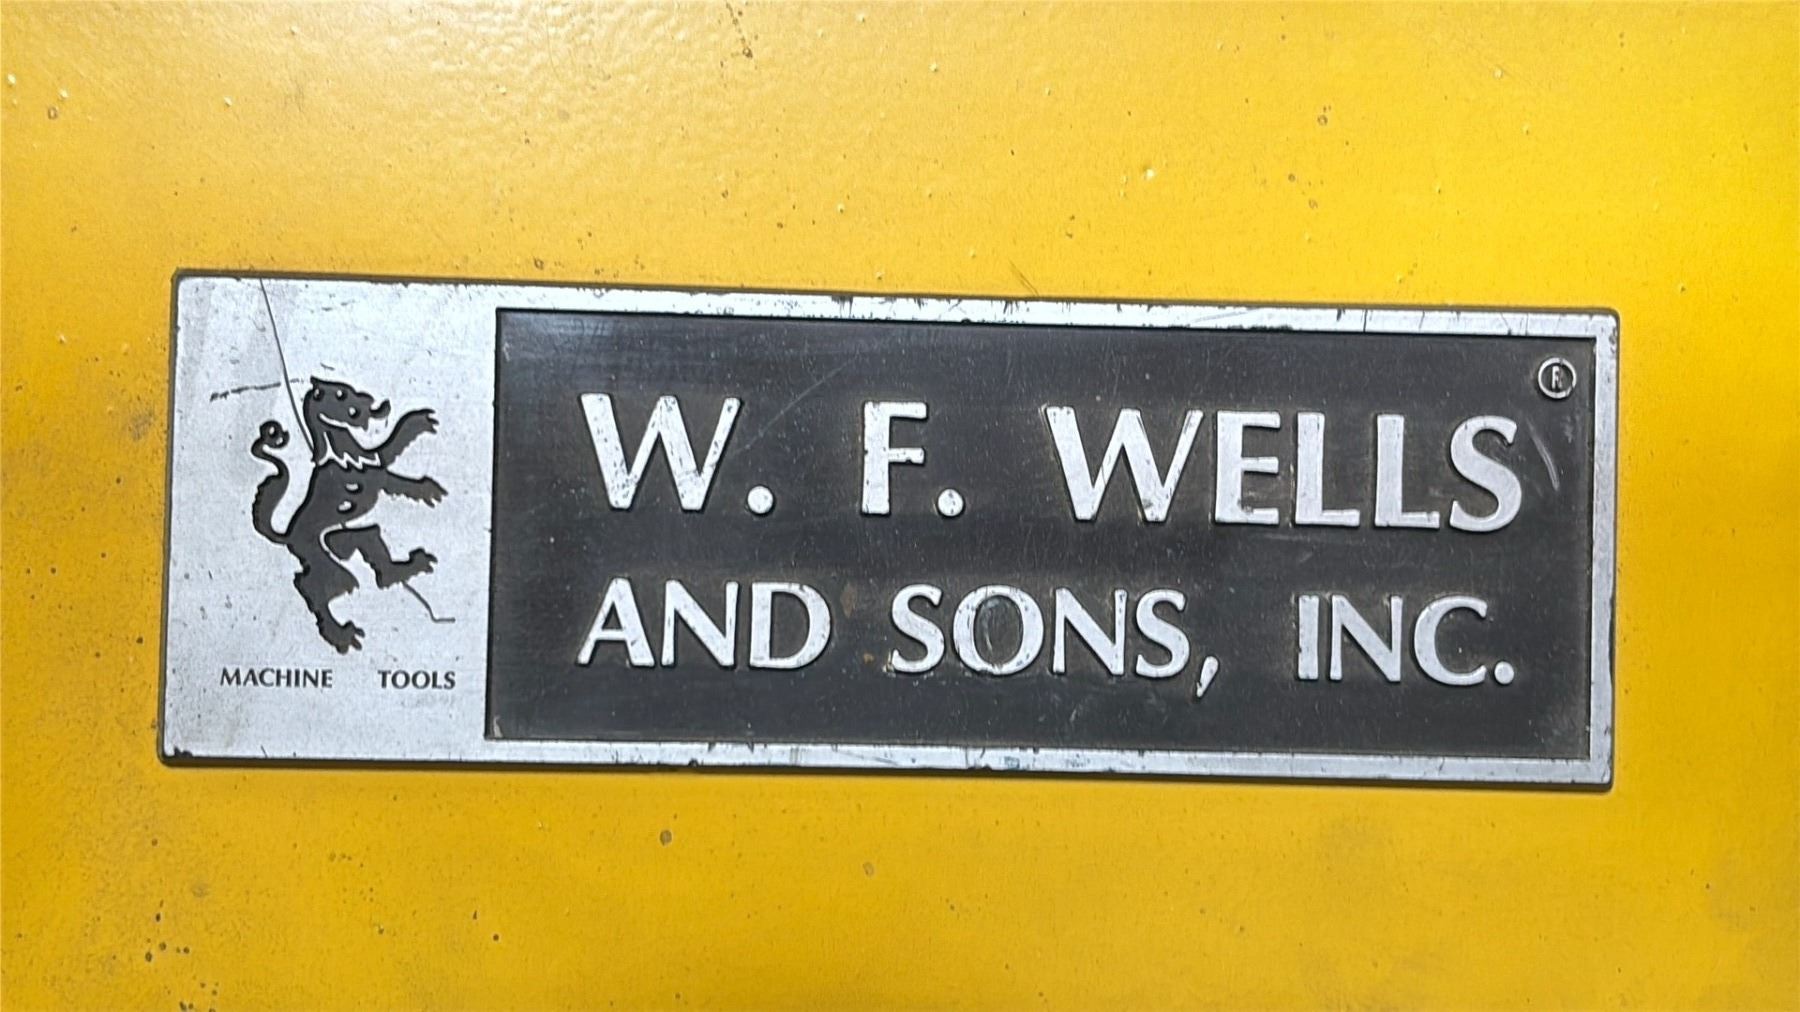 W. F. WELLS ®
AND SONS, INC.
MACHINE TOOLS